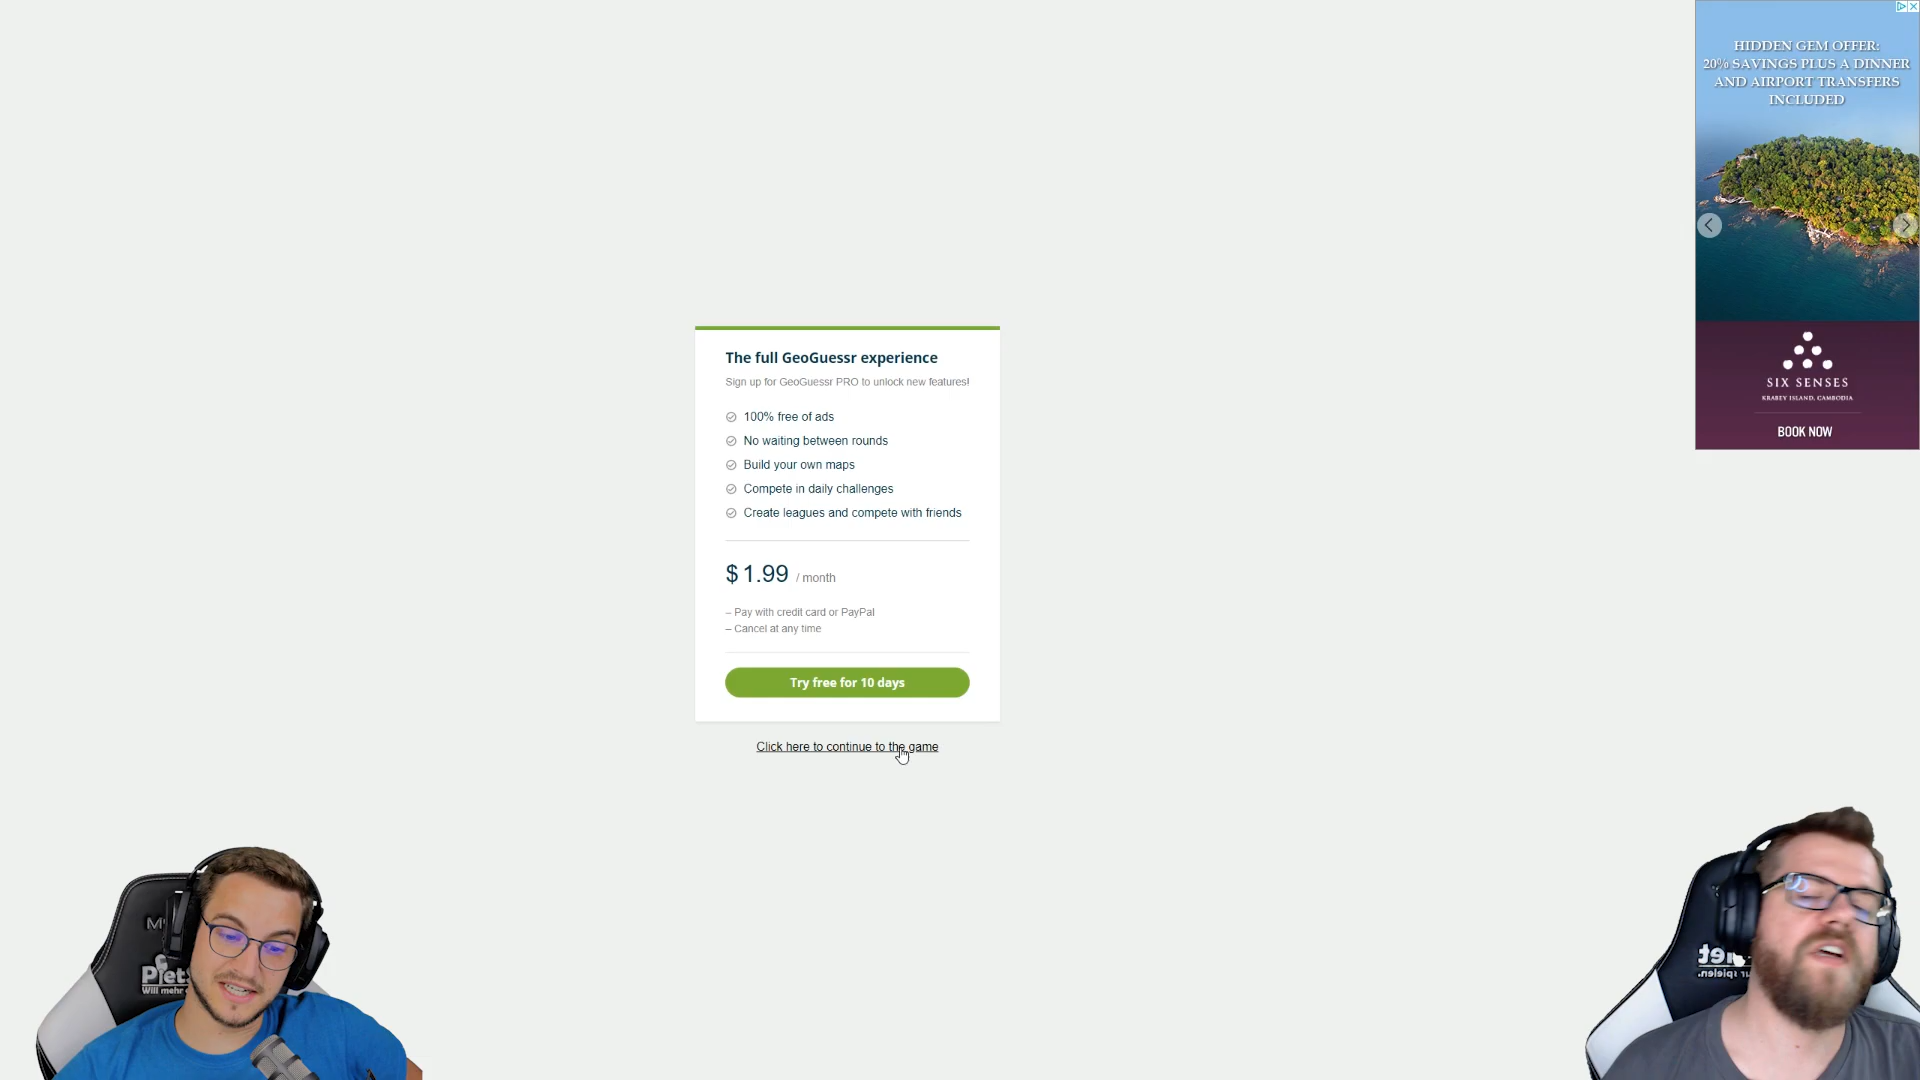 HIDDEN GEM OFFER:
20% SAVINGS PLUS A DINNER
AND AIRPORT TRANSFERS
INCLUDED
SIX SENSES
KRABEY ISLAND, CAMBODIA
BOOK NOW
The full GeoGuessr experience
Sign up for GeoGuessr PRO to unlock new features!
100% free of ads
No waiting between rounds
Build your own maps
Compete in daily challenges
Create leagues and compete with friends
$ 1.99 / month
– Pay with credit card or PayPal
– Cancel at any time
Try free for 10 days
Click here to continue to the game
Piet
Will mehr